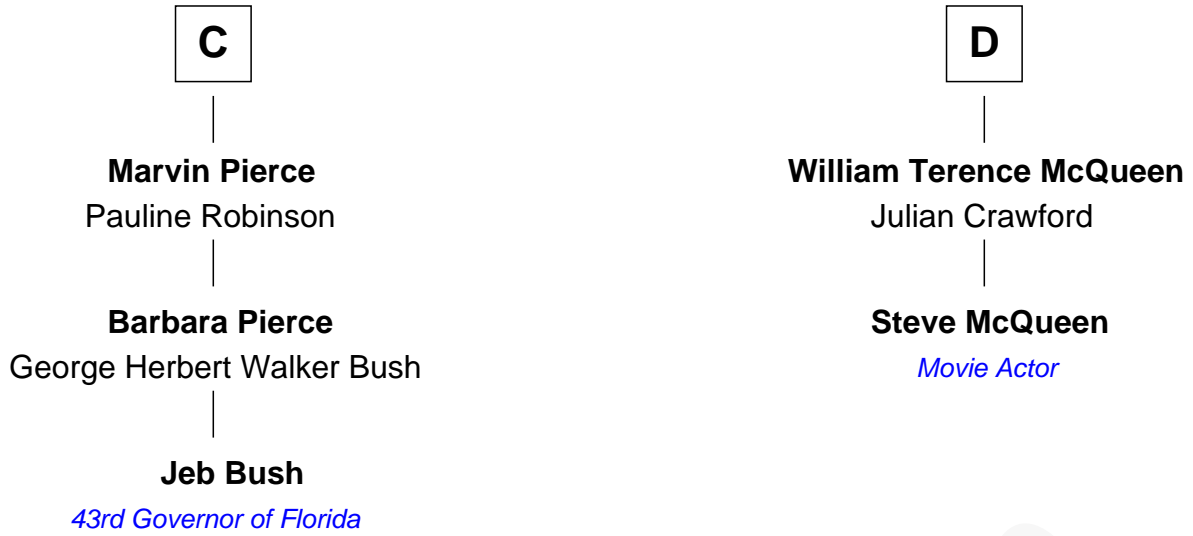 C
Marvin Pierce
Pauline Robinson
Barbara Pierce
George Herbert Walker Bush
Jeb Bush
43rd Governor of Florida
D
William Terence McQueen
Julian Crawford
Steve McQueen
Movie Actor